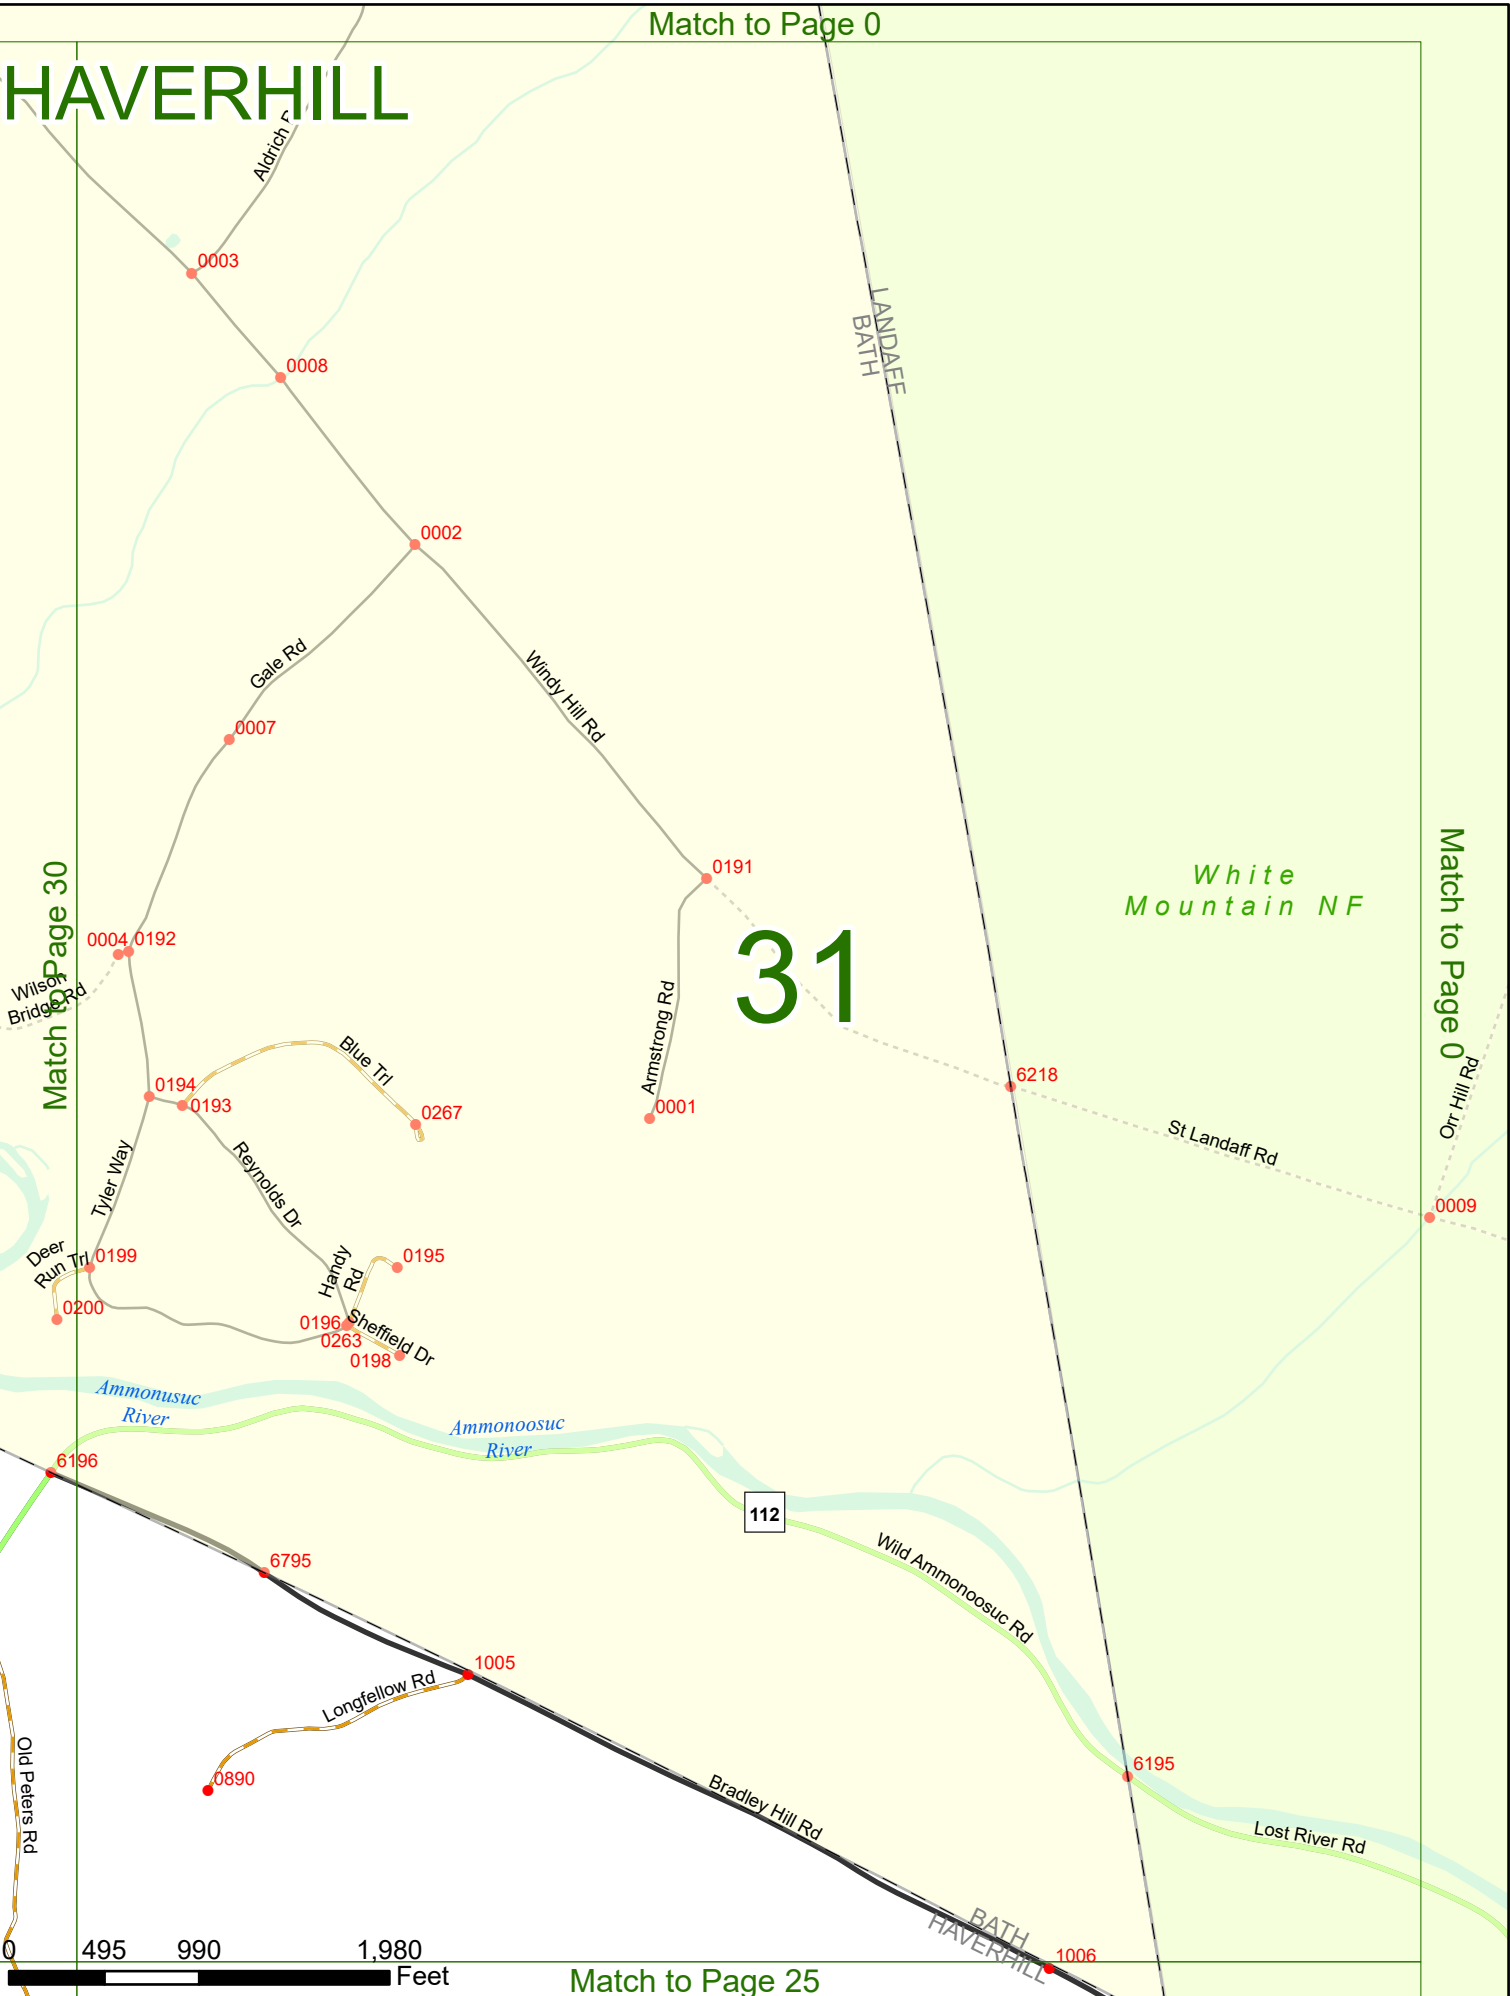 Match to Page 0
HAVERHILL
Aldrich R
0003
0008
LANDAFF
BATH
0002
Gale Rd
Windy Hill Rd
0007
0191
White
Mountain NF
Match to Page 30
Match to Page 0
31
0004
0192
Wilson
Bridge Rd
Armstrong Rd
Blue Trl
0194
0193
0267
0001
6218
St Landaff Rd
Orr Hill Rd
0009
Tyler Way
Reynolds Dr
Deer
Run Trl
0199
0200
Handy
Rd
0195
0196
0263
0198
Sheffield Dr
Ammonusuc
River
Ammonoosuc
River
6196
112
Wild Ammonoosuc Rd
6795
1005
Longfellow Rd
0890
Old Peters Rd
Bradley Hill Rd
6195
Lost River Rd
BATH
HAVERHILL
1006
0 495 990 1,980
Feet
Match to Page 25